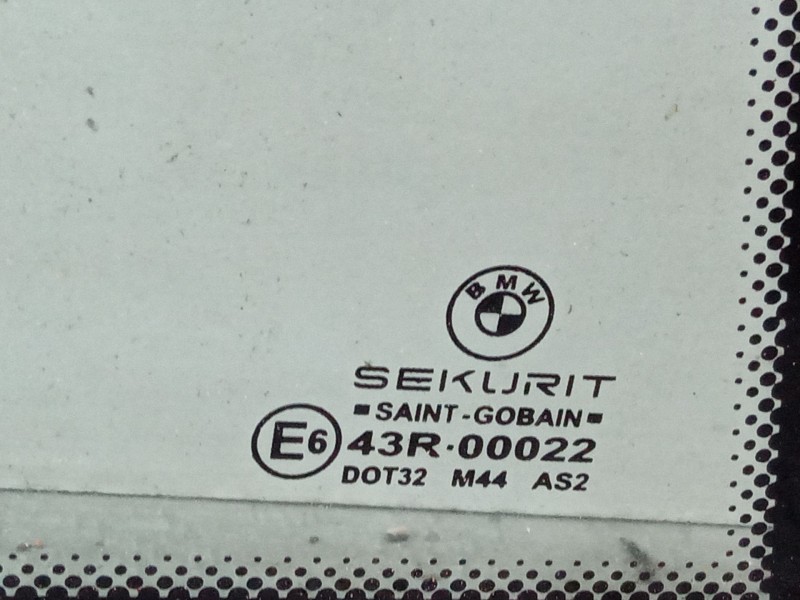 BMW
SEKURIT
SAINT-GOBAIN
E6 43R·00022
DOT32 M44 AS2